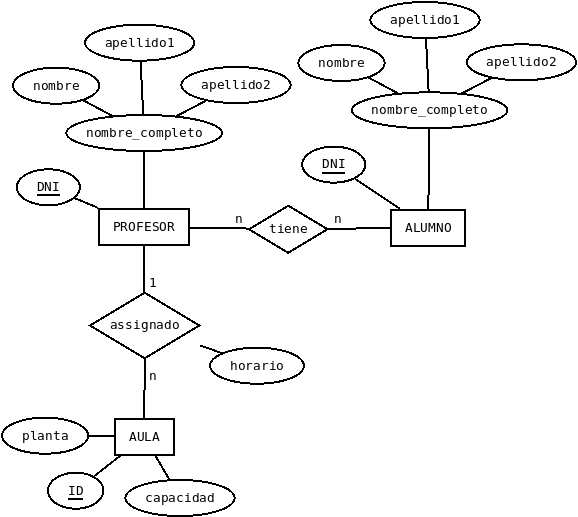 apellido1
nombre
apellido2
nombre_completo
DNI
PROFESOR
n
tiene
n
apellido1
nombre
apellido2
nombre_completo
DNI
ALUMNO
1
assignado
horario
n
planta
AULA
ID
capacidad